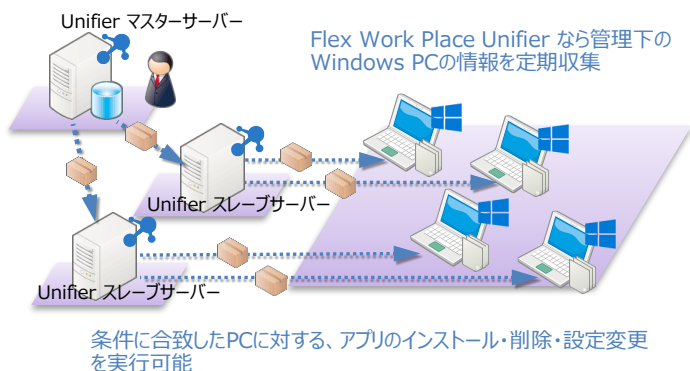 Unifier マスターサーバー
Flex Work Place Unifier なら管理下の
Windows PCの情報を定期収集
Unifier スレーブサーバー
Unifier スレーブサーバー
条件に合致したPCに対する、アプリのインストール・削除・設定変更
を実行可能